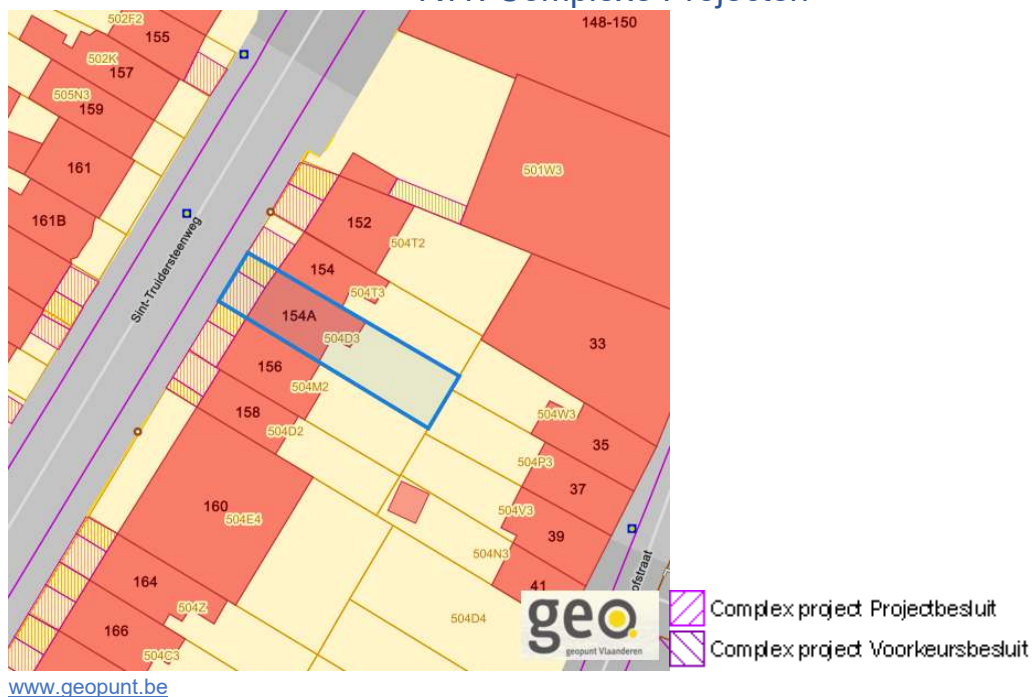 148-150
502F2
155
502K
157
505N3
159
161
501W3
161B
152
504T2
Sint-Truidersteenweg
154
504T3
154A
504D3
33
156
504M2
158
504W3
504D2
35
504P3
37
160
504V3
504E4
39
504N3
ofstraat
164
41
504Z
504D4
166
504C3
geo
geopunt Vlaanderen
Complex project Projectbesluit
Complex project Voorkeursbesluit
www.geopunt.be